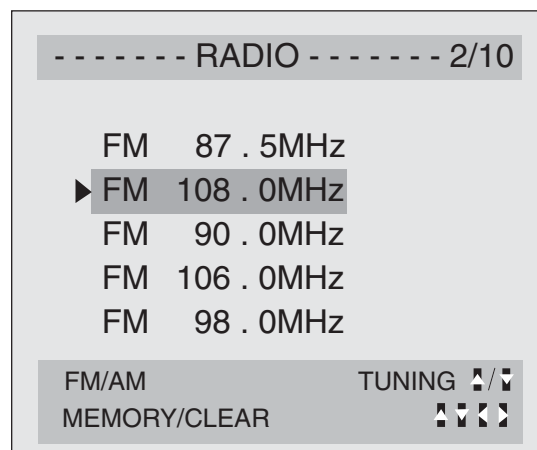 - - - - - - - RADIO - - - - - - - 2/10
FM 87 . 5MHz
FM 108 . 0MHz
FM 90 . 0MHz
FM 106 . 0MHz
FM 98 . 0MHz
FM/AM TUNING /
MEMORY/CLEAR